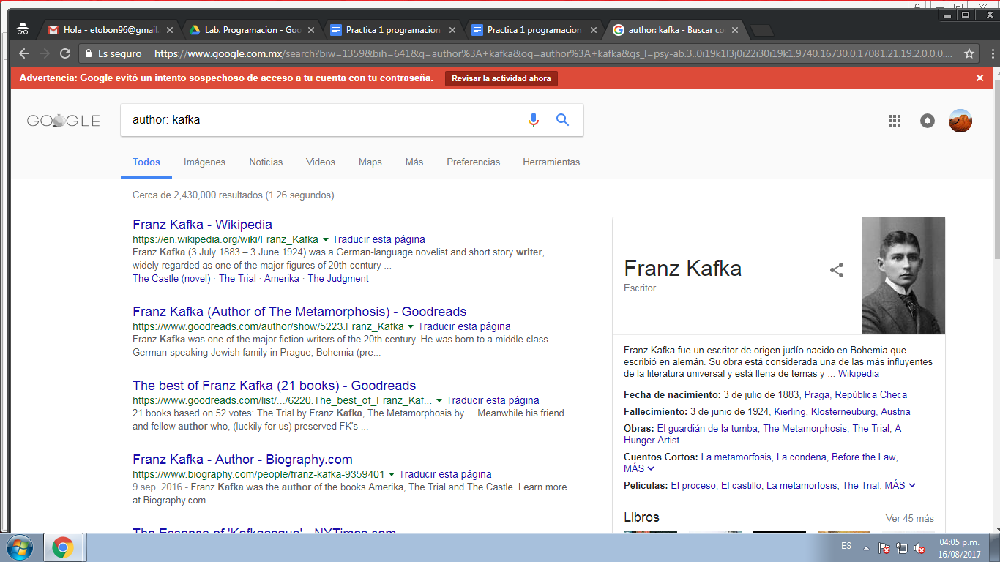 Hola - etobon96@gmail.
Lab. Programacion - Goo
Practica 1 programacion
Practica 1 programacion
author: kafka - Buscar co
Es seguro
https://www.google.com.mx/search?biw=1359&bih=641&q=author%3A+kafka&oq=author%3A+kafka&gs_l=psy-ab.3..0i19k1l3j0i22i30i19k1.9740.16730.0.17081.21.19.2.0.0.0....
Advertencia: Google evitó un intento sospechoso de acceso a tu cuenta con tu contraseña.
Revisar la actividad ahora
GOOGLE
author: kafka
Todos
Imágenes
Noticias
Videos
Maps
Más
Preferencias
Herramientas
Cerca de 2,430,000 resultados (1.26 segundos)
Franz Kafka - Wikipedia
https://en.wikipedia.org/wiki/Franz_Kafka Traducir esta página
Franz Kafka (3 July 1883 – 3 June 1924) was a German-language novelist and short story writer,
widely regarded as one of the major figures of 20th-century ...
The Castle (novel) · The Trial · Amerika · The Judgment
Franz Kafka (Author of The Metamorphosis) - Goodreads
https://www.goodreads.com/author/show/5223.Franz_Kafka Traducir esta página
Franz Kafka was one of the major fiction writers of the 20th century. He was born to a middle-class
German-speaking Jewish family in Prague, Bohemia (pre...
The best of Franz Kafka (21 books) - Goodreads
https://www.goodreads.com/list/.../6220.The_best_of_Franz_Kaf... Traducir esta página
21 books based on 52 votes: The Trial by Franz Kafka, The Metamorphosis by ... Meanwhile his friend
and fellow author who, (luckily for us) preserved FK's ...
Franz Kafka - Author - Biography.com
https://www.biography.com/people/franz-kafka-9359401 Traducir esta página
9 sep. 2016 - Franz Kafka was the author of the books Amerika, The Trial and The Castle. Learn more
at Biography.com.
The Essence of 'Kafkaesque' - NYTimes.com
Franz Kafka
Escritor
Franz Kafka fue un escritor de origen judío nacido en Bohemia que
escribió en alemán. Su obra está considerada una de las más influyentes
de la literatura universal y está llena de temas y ... Wikipedia
Fecha de nacimiento: 3 de julio de 1883, Praga, República Checa
Fallecimiento: 3 de junio de 1924, Kierling, Klosterneuburg, Austria
Obras: El guardián de la tumba, The Metamorphosis, The Trial, A
Hunger Artist
Cuentos Cortos: La metamorfosis, La condena, Before the Law,
MÁS
Películas: El proceso, El castillo, La metamorfosis, The Trial, MÁS
Libros
Ver 45 más
ES
04:05 p.m.
16/08/2017